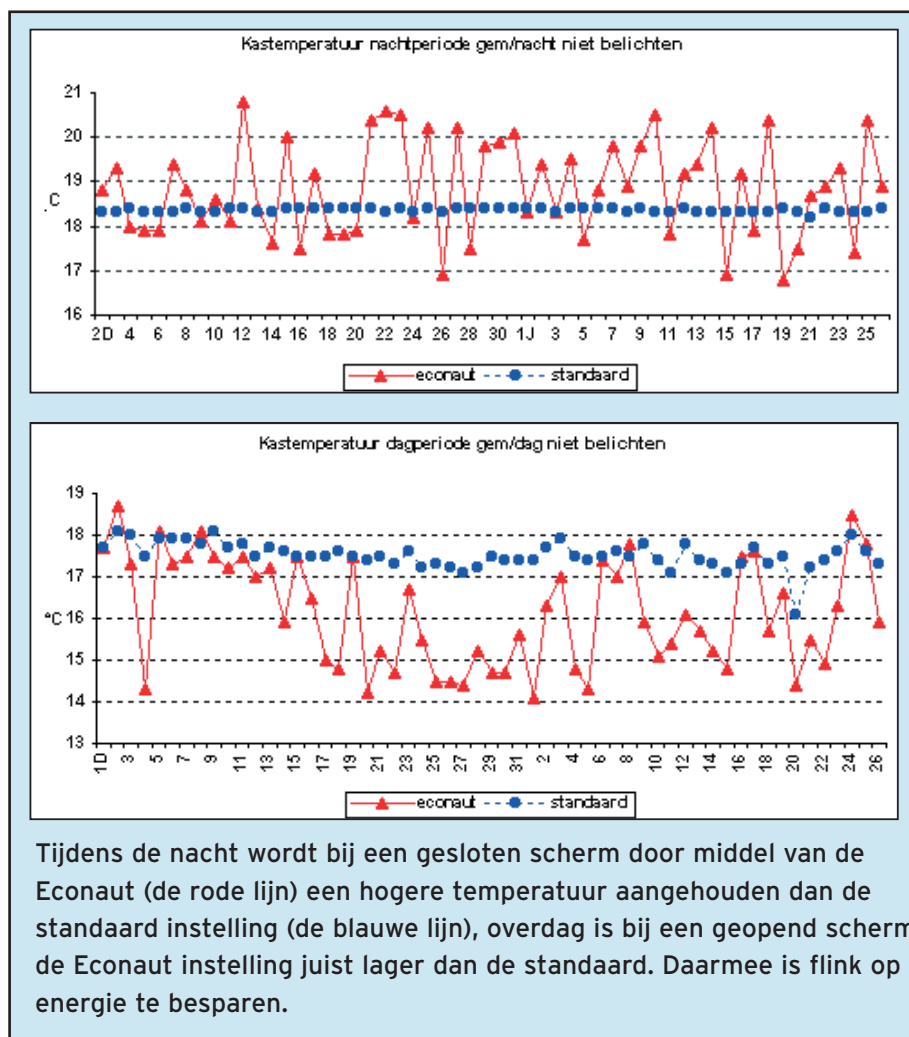 Kastemperatuur nachtperiode gem/nacht niet belichten
21
20
19
°C
18
17
16
2D 4 6 8 10 12 14 16 18 20 22 24 26 28 30 1J 3 5 7 9 11 13 15 17 19 21 23 25
econaut standaard
Kastemperatuur dagperiode gem/dag niet belichten
19
18
17
°C 16
15
14
13
1D 3 5 7 9 11 13 15 17 19 21 23 25 27 29 31 2 4 6 8 10 12 14 16 18 20 22 24 26
econaut standaard
Tijdens de nacht wordt bij een gesloten scherm door middel van de
Econaut (de rode lijn) een hogere temperatuur aangehouden dan de
standaard instelling (de blauwe lijn), overdag is bij een geopend scherm
de Econaut instelling juist lager dan de standaard. Daarmee is flink op
energie te besparen.